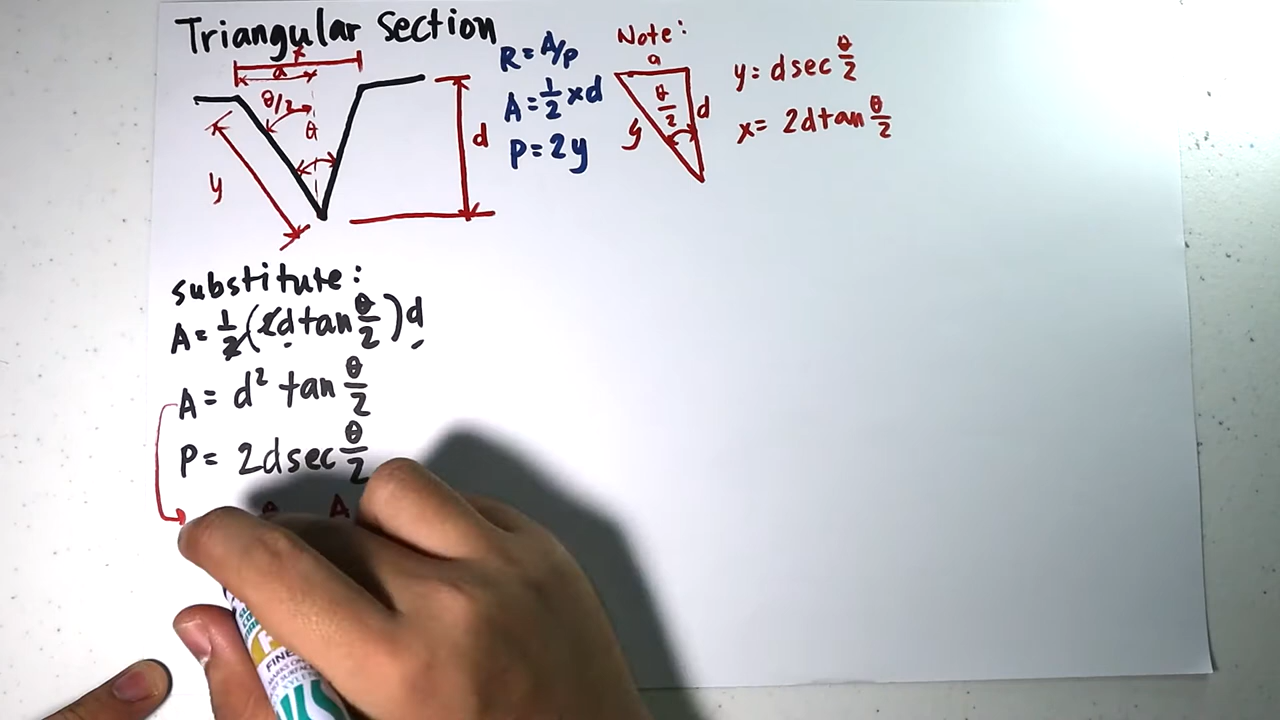 Triangular Section
x
a
θ/2
θ
y
d
R = A/P
A = 1/2 xd
P = 2y
Note:
a
θ/2
d
y
y = d sec θ/2
x = 2d tan θ/2
substitute:
A = 1/2 (2d tan θ/2) d
A = d² tan θ/2
P = 2d sec θ/2
θ A
FINE